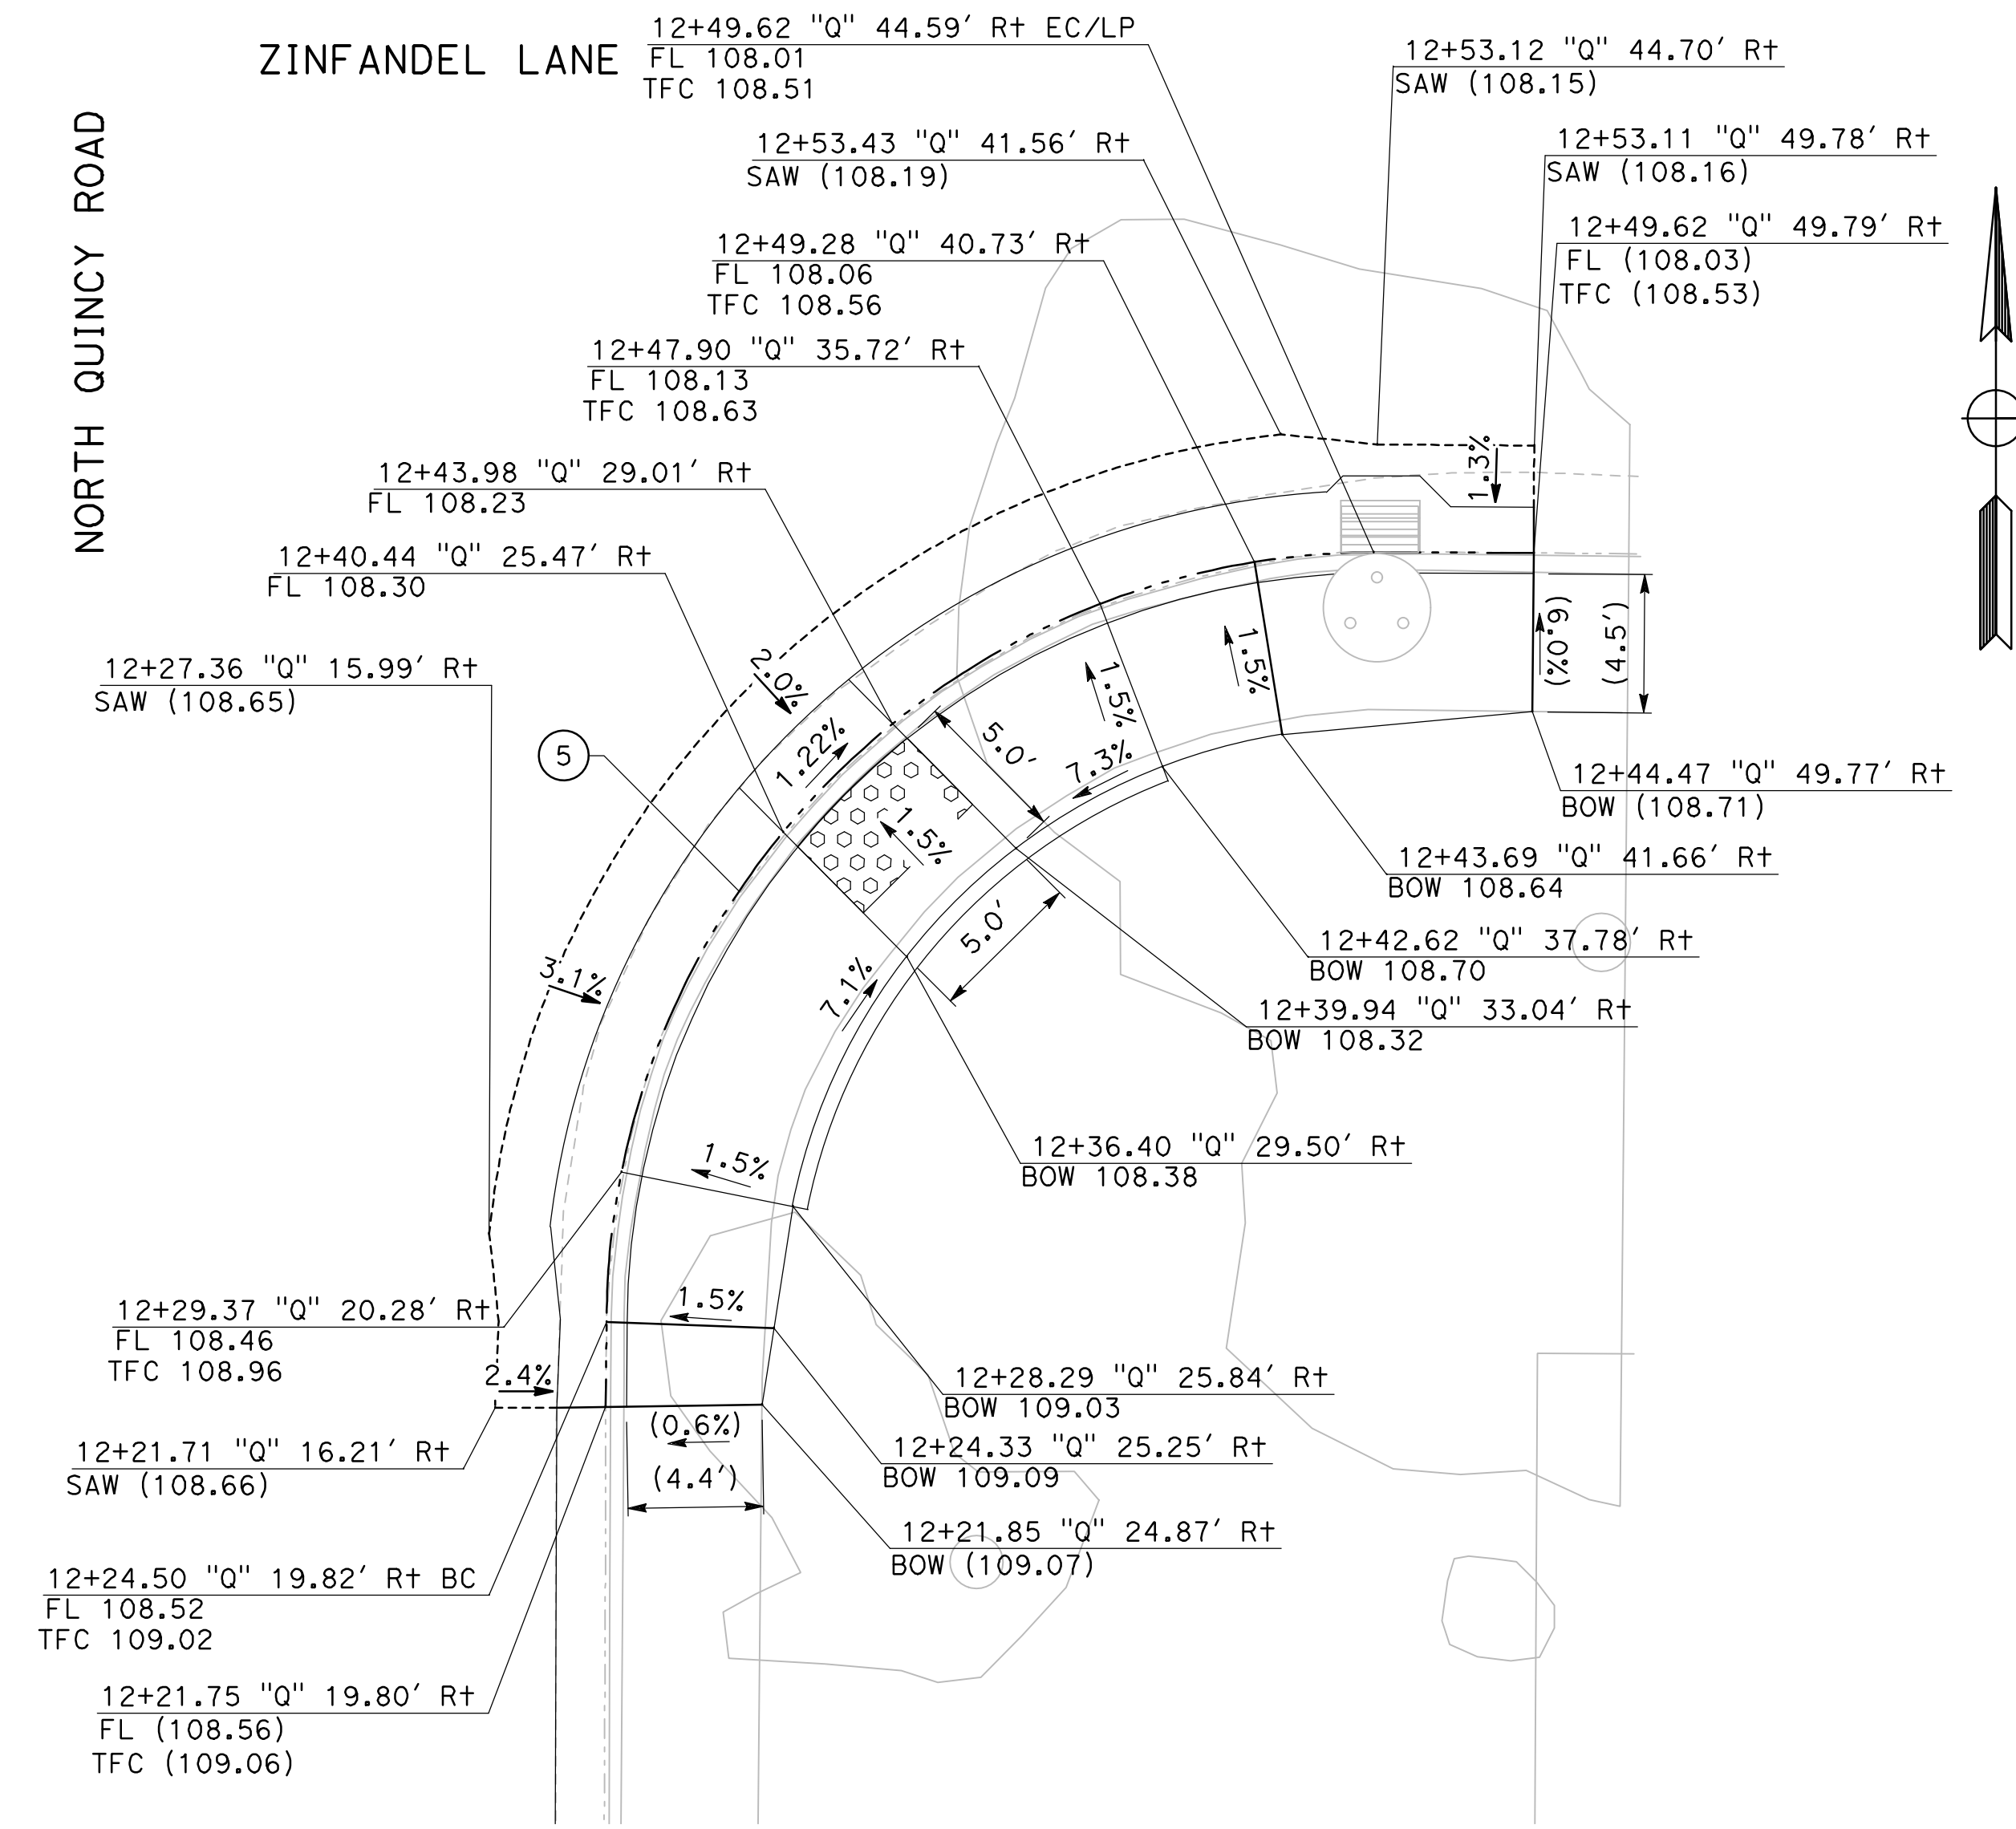 ZINFANDEL LANE
NORTH QUINCY ROAD
12+49.62 "Q" 44.59' Rt EC/LP
FL 108.01
TFC 108.51
12+53.12 "Q" 44.70' Rt
SAW (108.15)
12+53.43 "Q" 41.56' Rt
SAW (108.19)
12+53.11 "Q" 49.78' Rt
SAW (108.16)
12+49.28 "Q" 40.73' Rt
FL 108.06
TFC 108.56
12+49.62 "Q" 49.79' Rt
FL (108.03)
TFC (108.53)
12+47.90 "Q" 35.72' Rt
FL 108.13
TFC 108.63
12+43.98 "Q" 29.01' Rt
FL 108.23
1.3%
12+40.44 "Q" 25.47' Rt
FL 108.30
12+27.36 "Q" 15.99' Rt
SAW (108.65)
2.0%
1.22%
5
5.0'
7.3%
1.5%
1.5%
1.5%
(0.9%)
(4.5')
12+44.47 "Q" 49.77' Rt
BOW (108.71)
12+43.69 "Q" 41.66' Rt
BOW 108.64
12+42.62 "Q" 37.78' Rt
BOW 108.70
3.1%
7.1%
5.0'
12+39.94 "Q" 33.04' Rt
BOW 108.32
12+36.40 "Q" 29.50' Rt
BOW 108.38
1.5%
12+29.37 "Q" 20.28' Rt
FL 108.46
TFC 108.96
1.5%
2.4%
12+28.29 "Q" 25.84' Rt
BOW 109.03
(0.6%)
12+21.71 "Q" 16.21' Rt
SAW (108.66)
(4.4')
12+24.33 "Q" 25.25' Rt
BOW 109.09
12+21.85 "Q" 24.87' Rt
BOW (109.07)
12+24.50 "Q" 19.82' Rt BC
FL 108.52
TFC 109.02
12+21.75 "Q" 19.80' Rt
FL (108.56)
TFC (109.06)